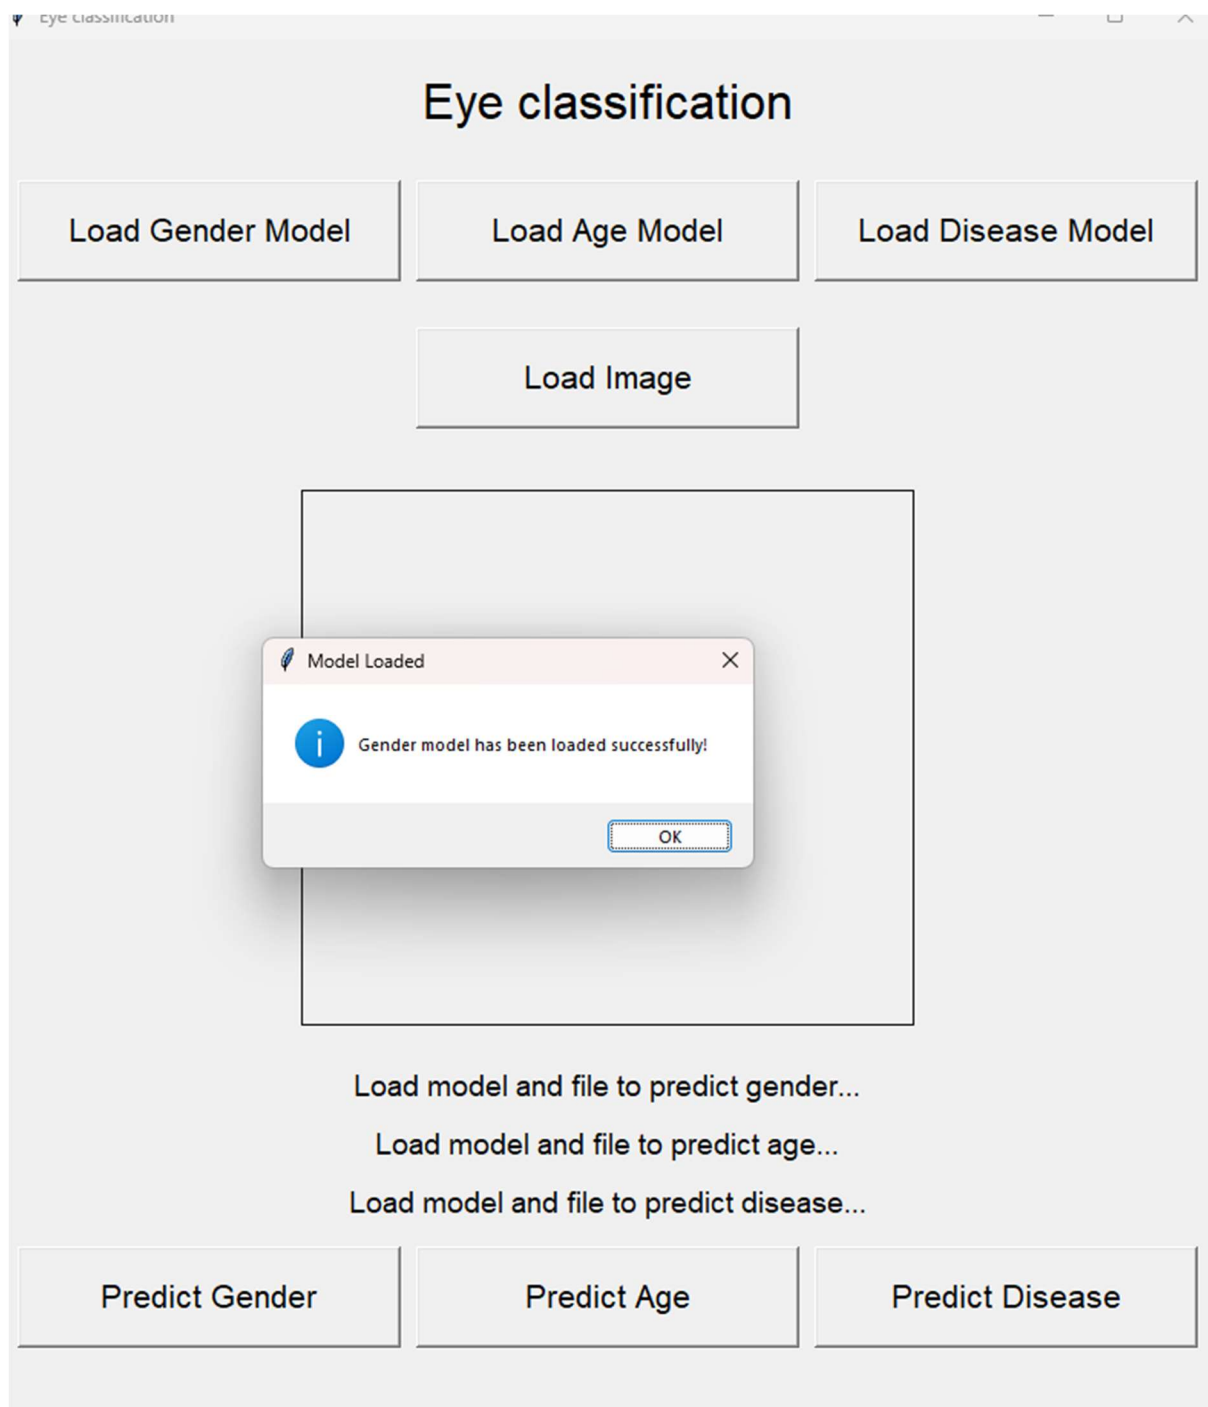 Eye classification
Eye classification
Load Gender Model
Load Age Model
Load Disease Model
Load Image
Model Loaded
Gender model has been loaded successfully!
OK
Load model and file to predict gender...
Load model and file to predict age...
Load model and file to predict disease...
Predict Gender
Predict Age
Predict Disease